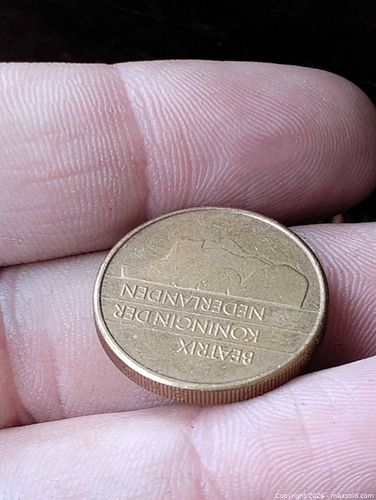 BEATRIX
KONINGIN DER
NEDERLANDEN
Copyright 2026 - maxsold.com